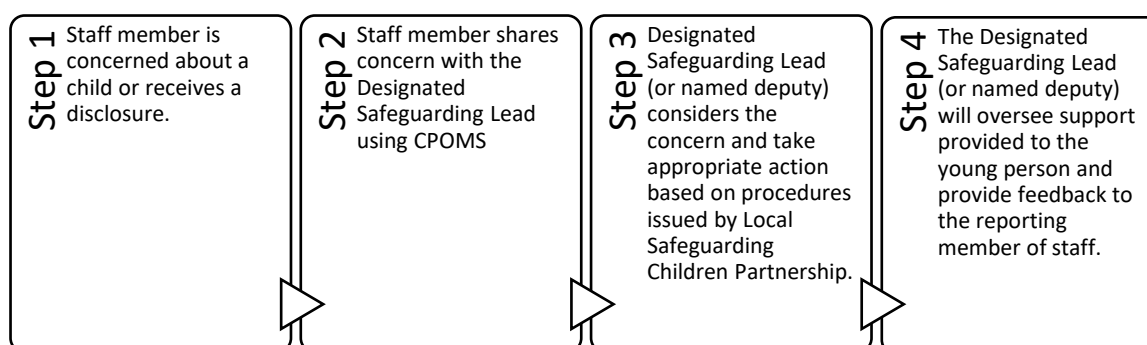 Step 1
Staff member is
concerned about a
child or receives a
disclosure.
Step 2
Staff member shares
concern with the
Designated
Safeguarding Lead
using CPOMS
Step 3
Designated
Safeguarding Lead
(or named deputy)
considers the
concern and take
appropriate action
based on procedures
issued by Local
Safeguarding
Children Partnership.
Step 4
The Designated
Safeguarding Lead
(or named deputy)
will oversee support
provided to the
young person and
provide feedback to
the reporting
member of staff.